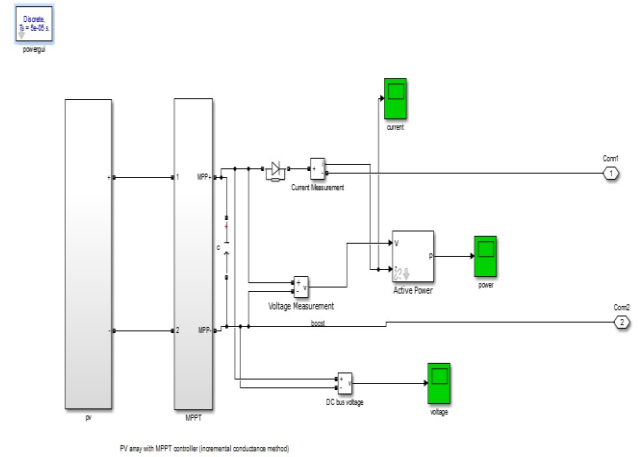 Discrete,
Ts = 5e-05 s.
powergui
current
Conn1
1
MPP+
+
1
+
-
Current Measurement
c
+
V
P
I
Active Power
power
+
-
v
Voltage Measurement
Conn2
2
-
2
MPP-
boost
+
-
v
DC bus voltage
voltage
pv
MPPT
PV array with MPPT controller (incremental conductance method)